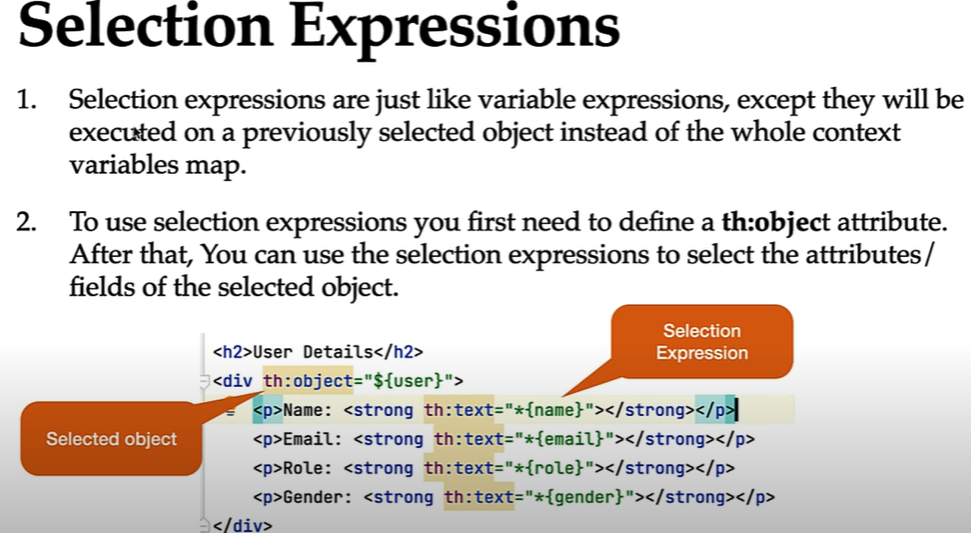 Selection Expressions
1. Selection expressions are just like variable expressions, except they will be
executed on a previously selected object instead of the whole context
variables map.
2. To use selection expressions you first need to define a th:object attribute.
After that, You can use the selection expressions to select the attributes/
fields of the selected object.
Selection
Expression
<h2>User Details</h2>
<div th:object="${user}">
<p>Name: <strong th:text="*{name}"></strong></p>
Selected object
<p>Email: <strong th:text="*{email}"></strong></p>
<p>Role: <strong th:text="*{role}"></strong></p>
<p>Gender: <strong th:text="*{gender}"></strong></p>
</div>